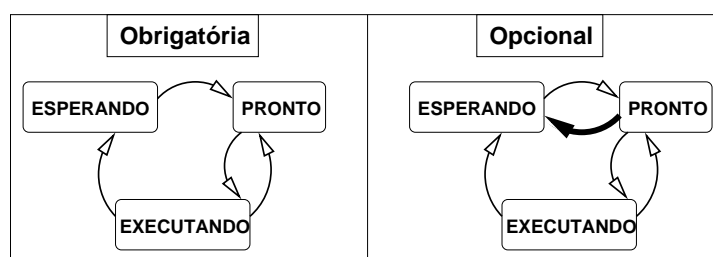 Obrigatória
ESPERANDO
PRONTO
EXECUTANDO
Opcional
ESPERANDO
PRONTO
EXECUTANDO